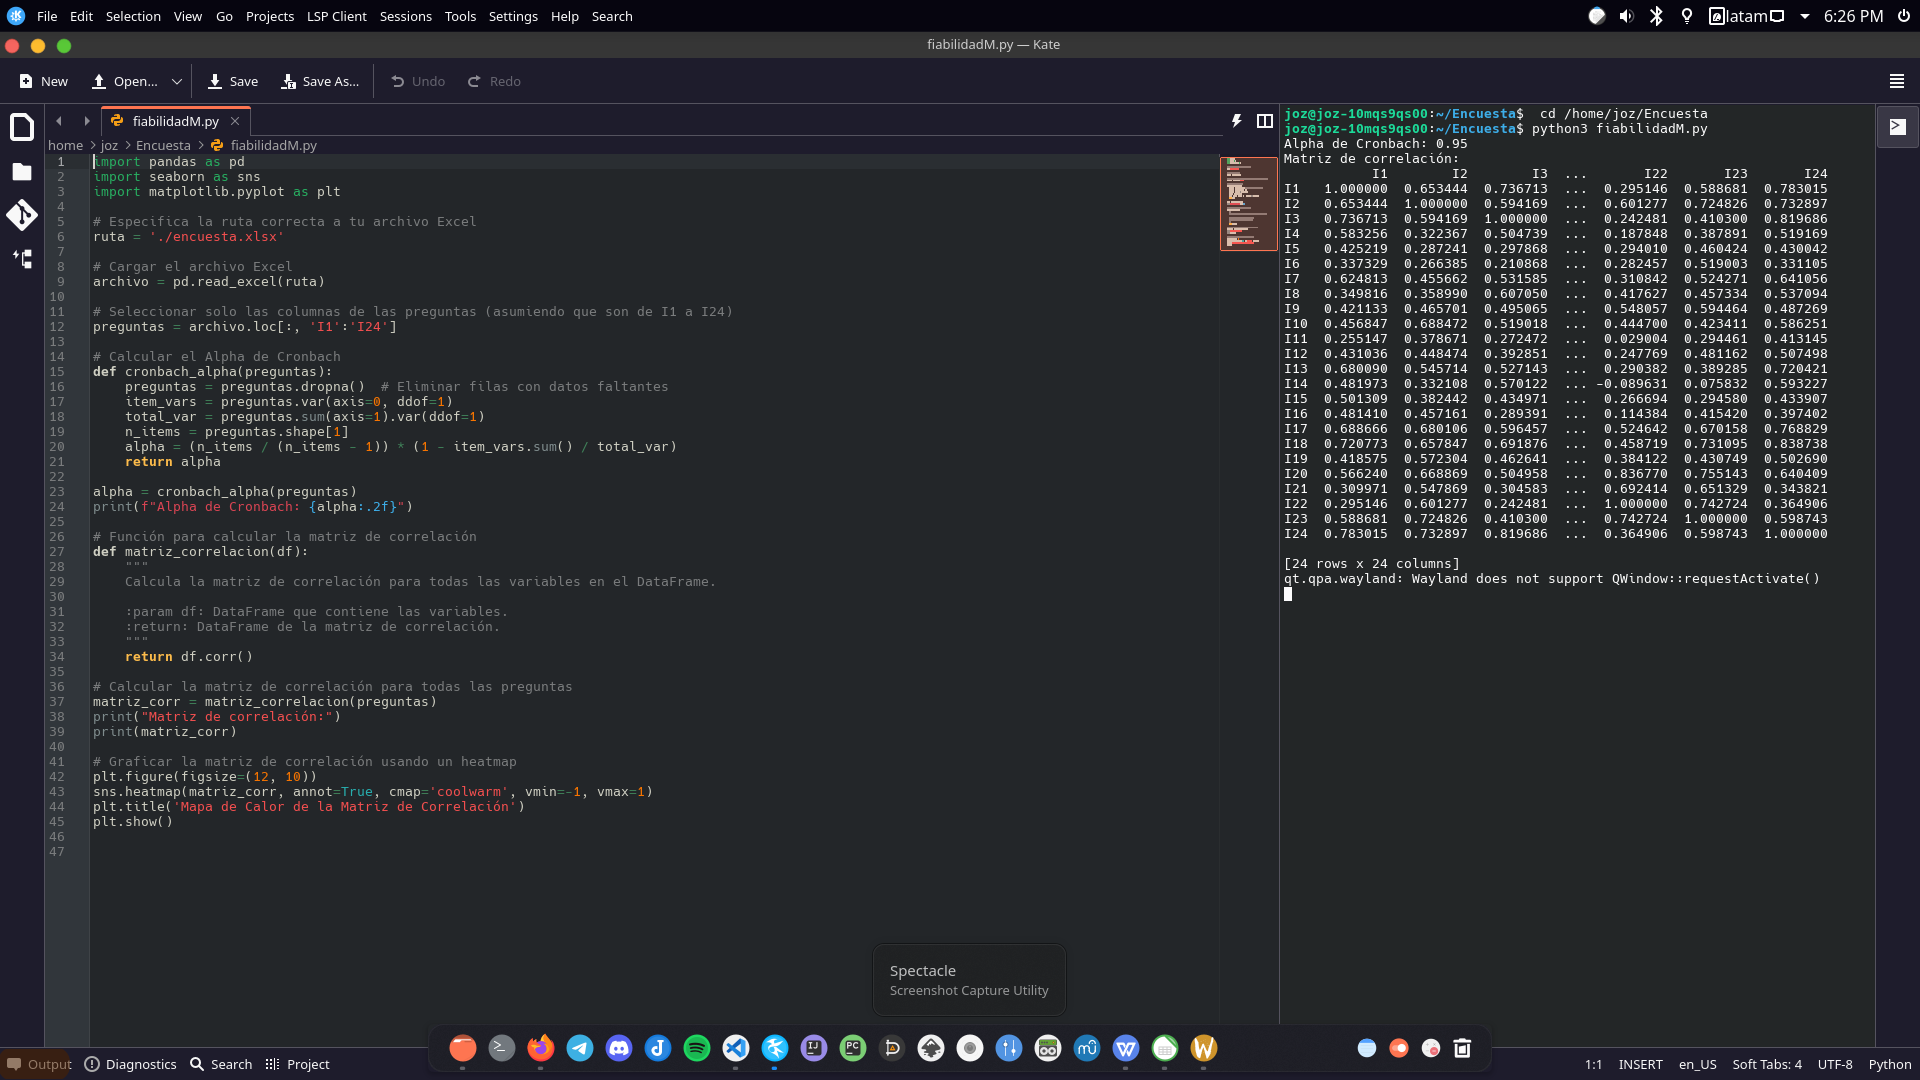 File Edit Selection View Go Projects LSP Client Sessions Tools Settings Help Search
latam 6:26 PM
fiabilidadM.py — Kate
New Open... Save Save As... Undo Redo
fiabilidadM.py
home > joz > Encuesta > fiabilidadM.py
1 import pandas as pd
2 import seaborn as sns
3 import matplotlib.pyplot as plt
4
5 # Especifica la ruta correcta a tu archivo Excel
6 ruta = './encuesta.xlsx'
7
8 # Cargar el archivo Excel
9 archivo = pd.read_excel(ruta)
10
11 # Seleccionar solo las columnas de las preguntas (asumiendo que son de I1 a I24)
12 preguntas = archivo.loc[:, 'I1':'I24']
13
14 # Calcular el Alpha de Cronbach
15 def cronbach_alpha(preguntas):
16     preguntas = preguntas.dropna()  # Eliminar filas con datos faltantes
17     item_vars = preguntas.var(axis=0, ddof=1)
18     total_var = preguntas.sum(axis=1).var(ddof=1)
19     n_items = preguntas.shape[1]
20     alpha = (n_items / (n_items - 1)) * (1 - item_vars.sum() / total_var)
21     return alpha
22
23 alpha = cronbach_alpha(preguntas)
24 print(f"Alpha de Cronbach: {alpha:.2f}")
25
26 # Función para calcular la matriz de correlación
27 def matriz_correlacion(df):
28     """
29     Calcula la matriz de correlación para todas las variables en el DataFrame.
30
31     :param df: DataFrame que contiene las variables.
32     :return: DataFrame de la matriz de correlación.
33     """
34     return df.corr()
35
36 # Calcular la matriz de correlación para todas las preguntas
37 matriz_corr = matriz_correlacion(preguntas)
38 print("Matriz de correlación:")
39 print(matriz_corr)
40
41 # Graficar la matriz de correlación usando un heatmap
42 plt.figure(figsize=(12, 10))
43 sns.heatmap(matriz_corr, annot=True, cmap='coolwarm', vmin=-1, vmax=1)
44 plt.title('Mapa de Calor de la Matriz de Correlación')
45 plt.show()
46
47
joz@joz-10mqs9qs00:~/Encuesta$  cd /home/joz/Encuesta
joz@joz-10mqs9qs00:~/Encuesta$ python3 fiabilidadM.py
Alpha de Cronbach: 0.95
Matriz de correlación:
I1 I2 I3 ... I22 I23 I24
I1 1.000000 0.653444 0.736713 ... 0.295146 0.588681 0.783015
I2 0.653444 1.000000 0.594169 ... 0.601277 0.724826 0.732897
I3 0.736713 0.594169 1.000000 ... 0.242481 0.410300 0.819686
I4 0.583256 0.322367 0.504739 ... 0.187848 0.387891 0.519169
I5 0.425219 0.287241 0.297868 ... 0.294010 0.460424 0.430042
I6 0.337329 0.266385 0.210868 ... 0.282457 0.519003 0.331105
I7 0.624813 0.455662 0.531585 ... 0.310842 0.524271 0.641056
I8 0.349816 0.358990 0.607050 ... 0.417627 0.457334 0.537094
I9 0.421133 0.465701 0.495065 ... 0.548057 0.594464 0.487269
I10 0.456847 0.688472 0.519018 ... 0.444700 0.423411 0.586251
I11 0.255147 0.378671 0.272472 ... 0.029004 0.294461 0.413145
I12 0.431036 0.448474 0.392851 ... 0.247769 0.481162 0.507498
I13 0.680090 0.545714 0.527143 ... 0.290382 0.389285 0.720421
I14 0.481973 0.332108 0.570122 ... -0.089631 0.075832 0.593227
I15 0.501309 0.382442 0.434971 ... 0.266694 0.294580 0.433907
I16 0.481410 0.457161 0.289391 ... 0.114384 0.415420 0.397402
I17 0.688666 0.680106 0.596457 ... 0.524642 0.670158 0.768829
I18 0.720773 0.657847 0.691876 ... 0.458719 0.731095 0.838738
I19 0.418575 0.572304 0.462641 ... 0.384122 0.430749 0.502690
I20 0.566240 0.668869 0.504958 ... 0.836770 0.755143 0.640409
I21 0.309971 0.547869 0.304583 ... 0.692414 0.651329 0.343821
I22 0.295146 0.601277 0.242481 ... 1.000000 0.742724 0.364906
I23 0.588681 0.724826 0.410300 ... 0.742724 1.000000 0.598743
I24 0.783015 0.732897 0.819686 ... 0.364906 0.598743 1.000000
[24 rows x 24 columns]
qt.qpa.wayland: Wayland does not support QWindow::requestActivate()
Spectacle
Screenshot Capture Utility
Output Diagnostics Search Project
1:1 INSERT en_US Soft Tabs: 4 UTF-8 Python